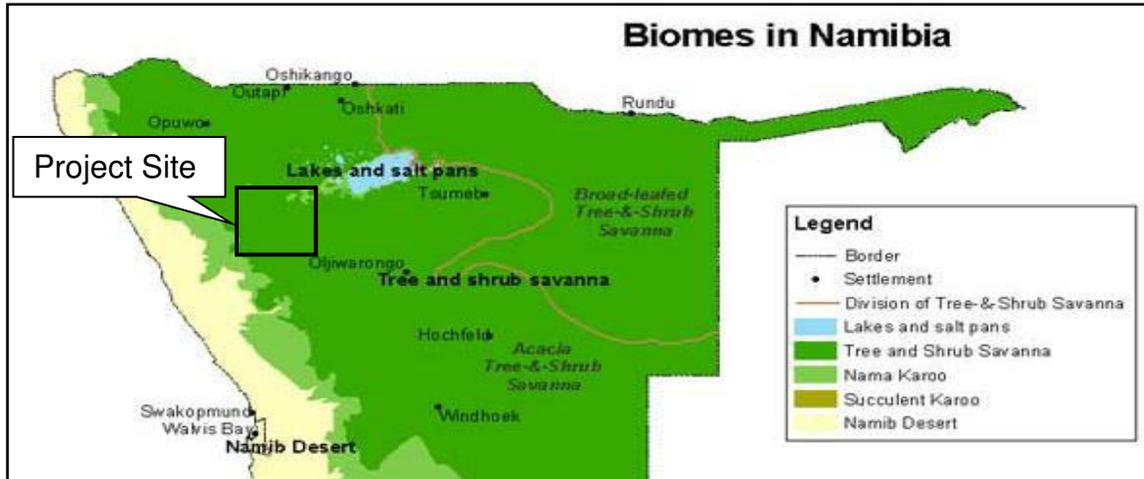 Biomes in Namibia
Oshikango
Outapi
Oshkati
Rundu
Opuwo
Project Site
Lakes and salt pans
Tsumeb
Broad-leafed
Tree-&-Shrub
Savanna
Otjiwarongo
Tree and shrub savanna
Hochfeld
Acacia
Tree-&-Shrub
Savanna
Swakopmund
Windhoek
Walvis Bay
Namib Desert
Legend
Border
Settlement
Division of Tree-&-Shrub Savanna
Lakes and salt pans
Tree and Shrub Savanna
Nama Karoo
Succulent Karoo
Namib Desert